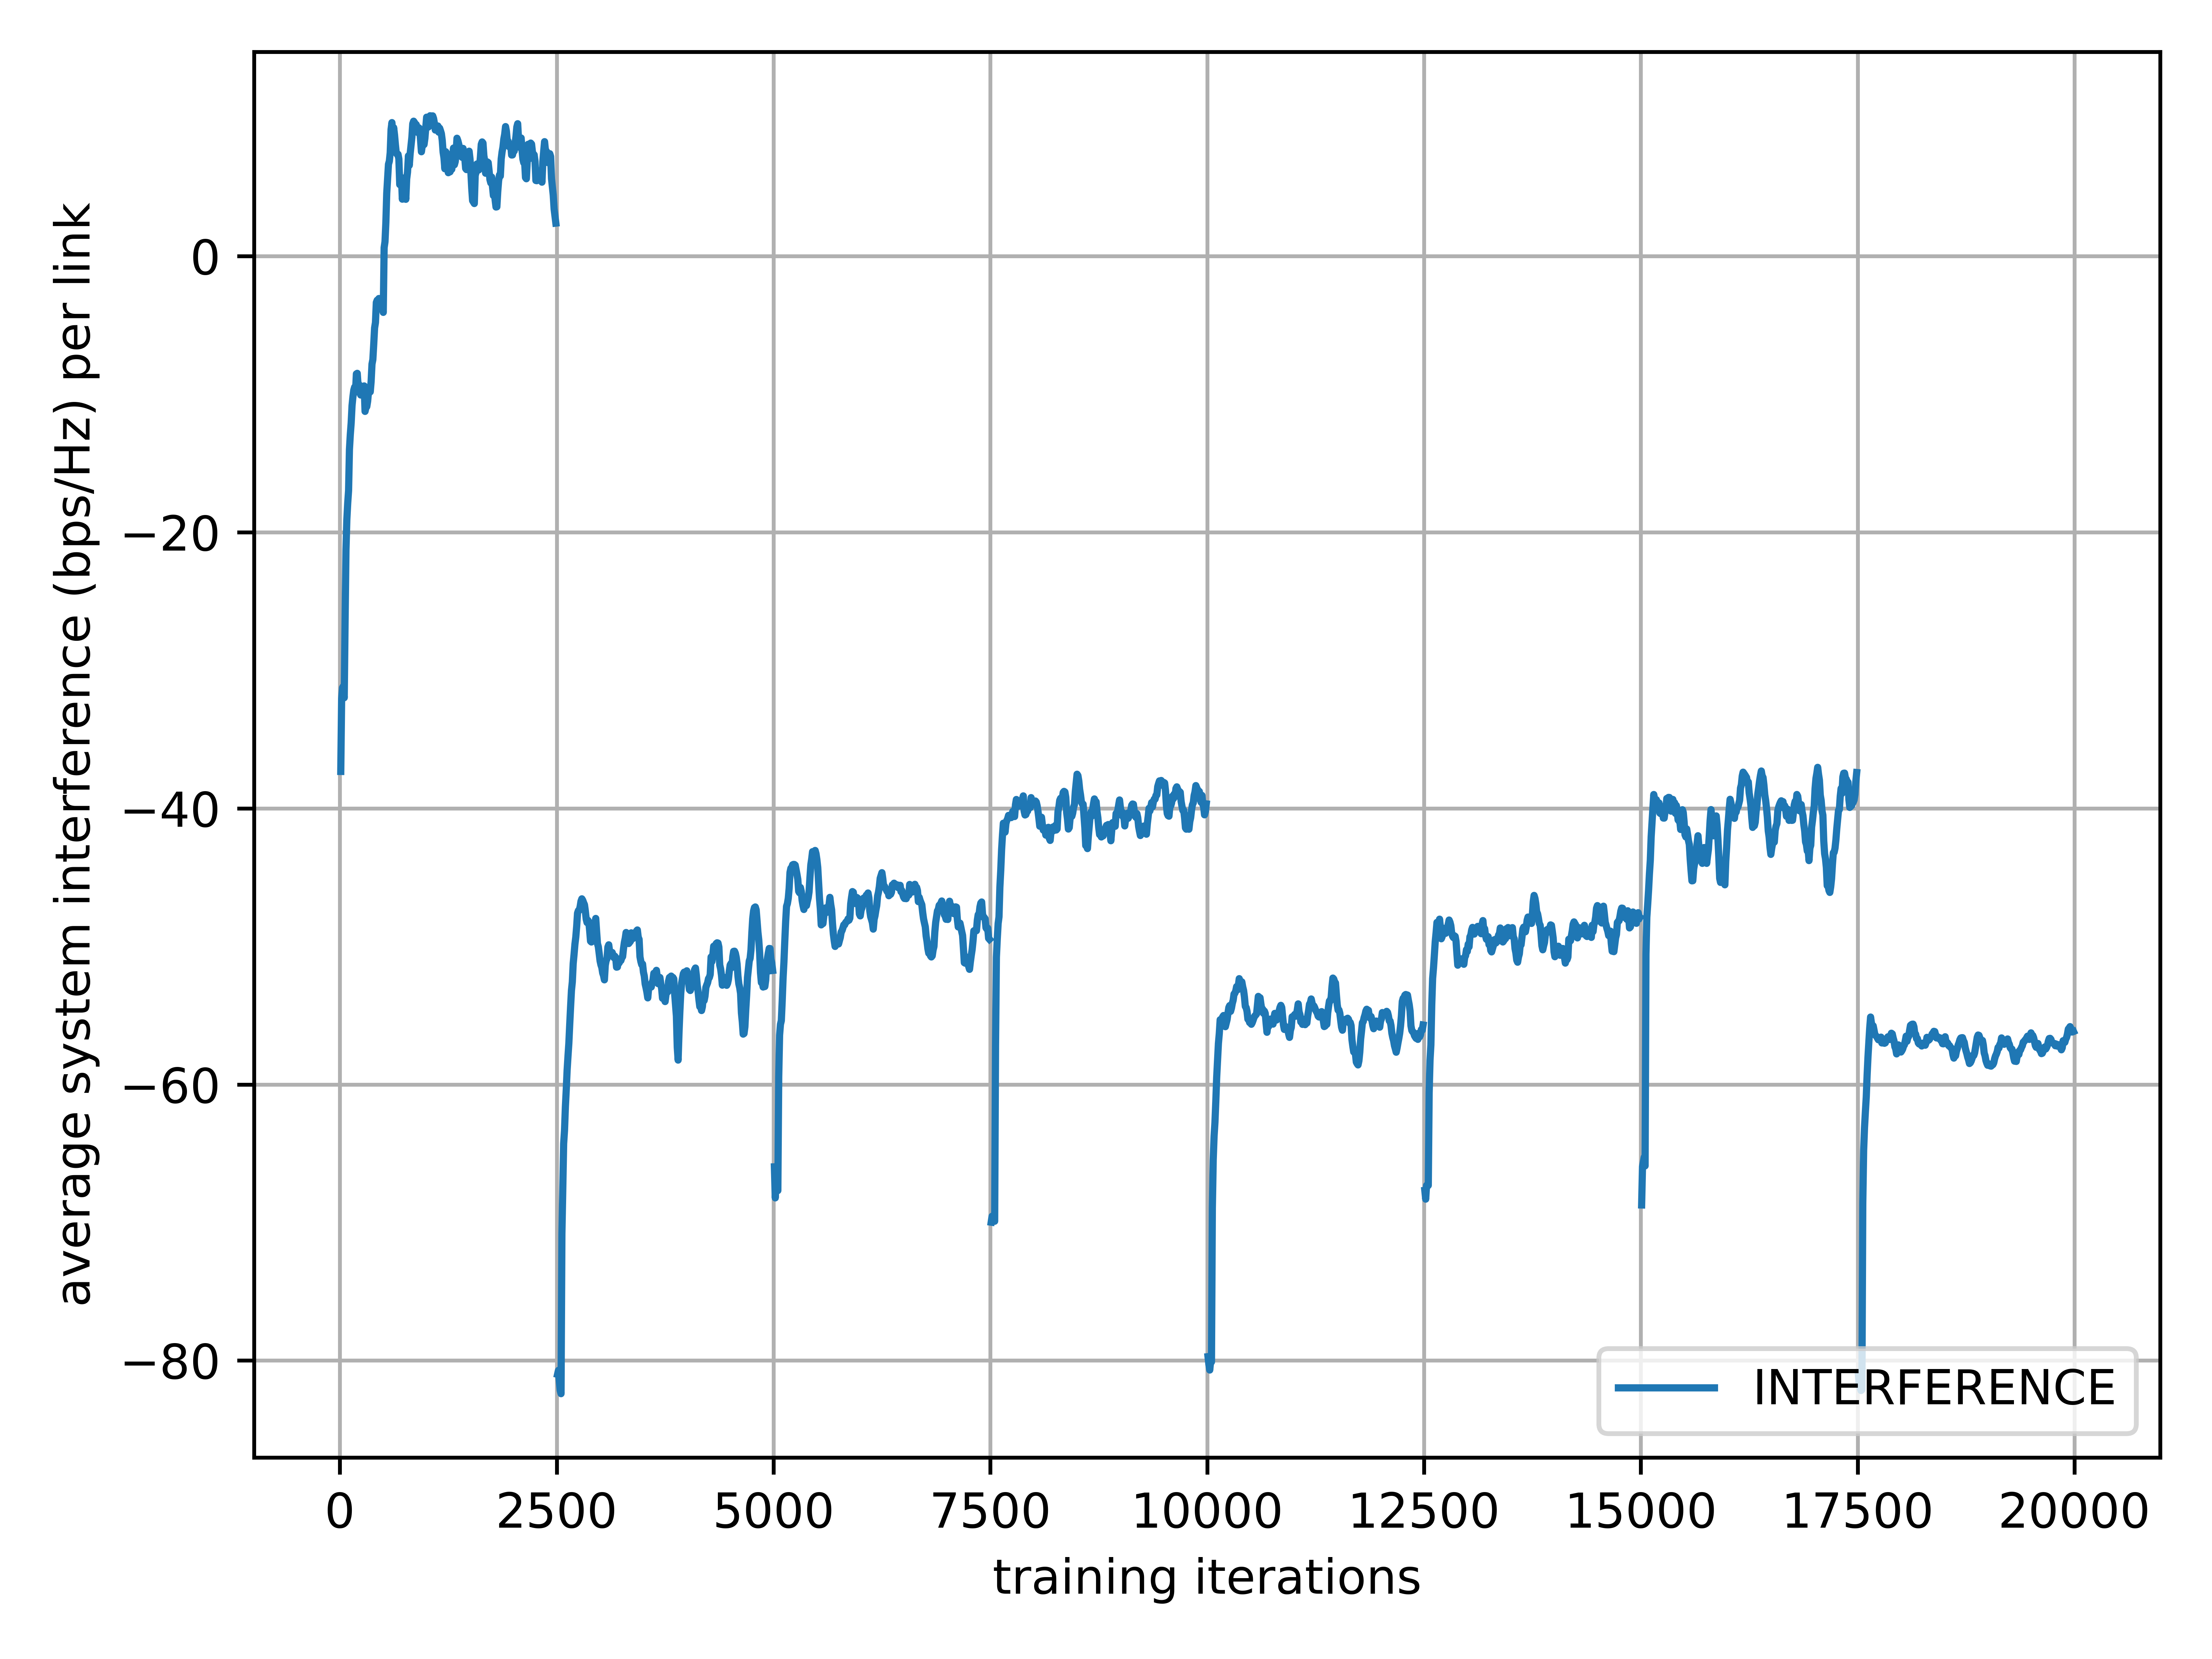 average system interference (bps/Hz) per link
0
−20
−40
−60
−80
INTERFERENCE
0 2500 5000 7500 10000 12500 15000 17500 20000
training iterations